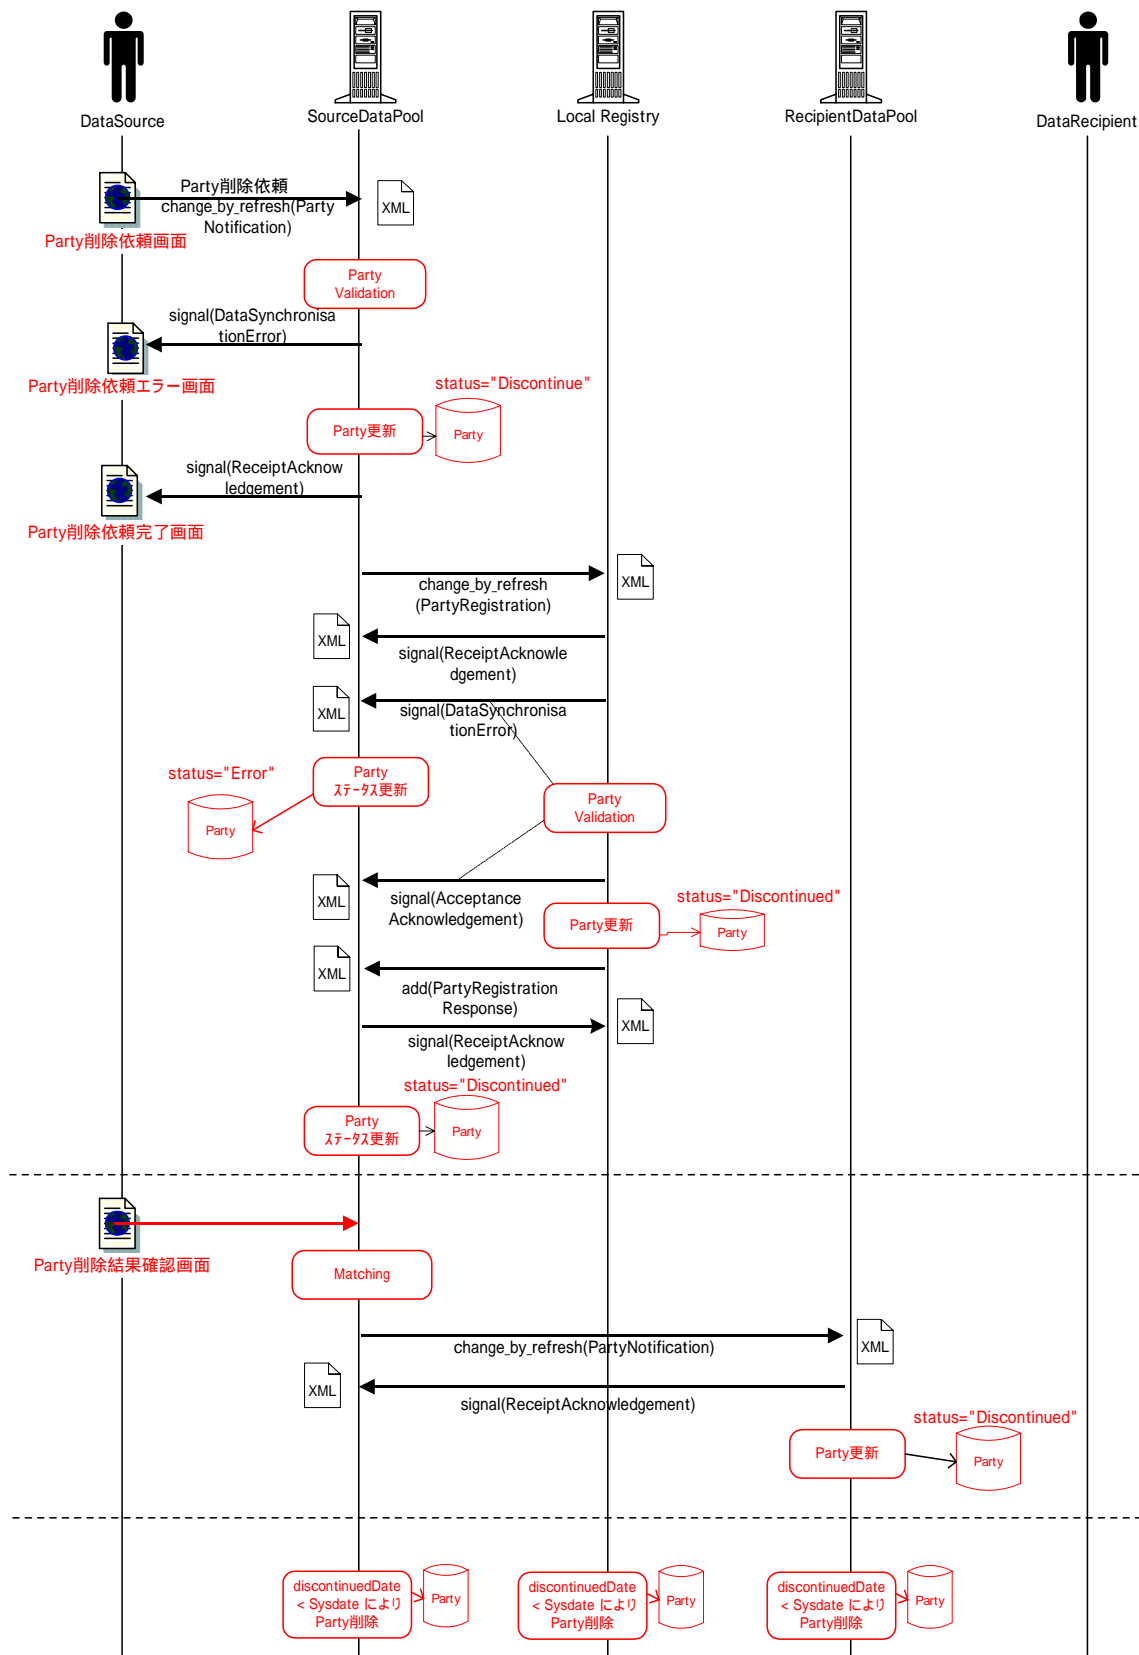 DataSource
SourceDataPool
Local Registry
RecipientDataPool
DataRecipient
Party削除依頼
change_by_refresh(Party
Notification)
XML
Party削除依頼画面
Party
Validation
signal(DataSynchronisa
tionError)
Party削除依頼エラー画面
status="Discontinue"
Party更新
Party
signal(ReceiptAcknow
ledgement)
Party削除依頼完了画面
change_by_refresh
(PartyRegistration)
XML
XML
signal(ReceiptAcknowle
dgement)
XML
signal(DataSynchronisa
tionError)
status="Error"
Party
ステータス更新
Party
Party
Validation
XML
signal(Acceptance
Acknowledgement)
status="Discontinued"
Party更新
Party
XML
add(PartyRegistration
Response)
XML
signal(ReceiptAcknow
ledgement)
status="Discontinued"
Party
ステータス更新
Party
Party削除結果確認画面
Matching
change_by_refresh(PartyNotification)
XML
XML
signal(ReceiptAcknowledgement)
status="Discontinued"
Party更新
Party
discontinuedDate
< Sysdate により
Party削除
Party
discontinuedDate
< Sysdate により
Party削除
Party
discontinuedDate
< Sysdate により
Party削除
Party